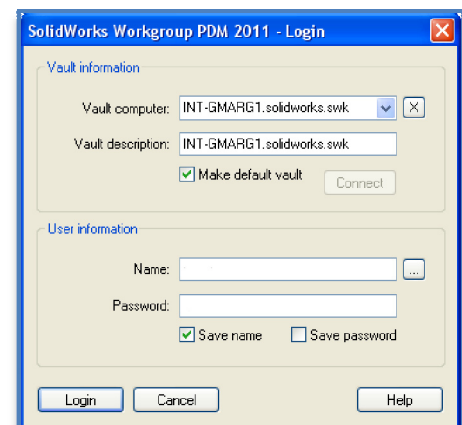 SolidWorks Workgroup PDM 2011 - Login
Vault information
Vault computer: INT-GMARG1.solidworks.swk
Vault description: INT-GMARG1.solidworks.swk
Make default vault Connect
User information
Name: ...
Password:
Save name Save password
Login Cancel Help